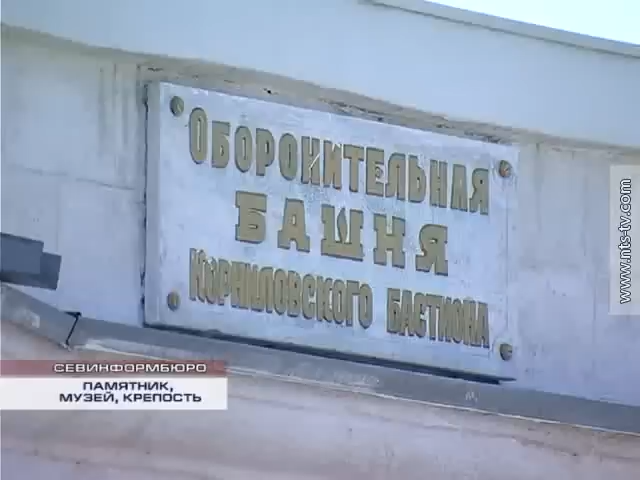 Оборонительная
башня
Корниловского бастиона
СЕВИНФОРМБЮРО
ПАМЯТНИК,
МУЗЕЙ, КРЕПОСТЬ
www.nts-tv.com